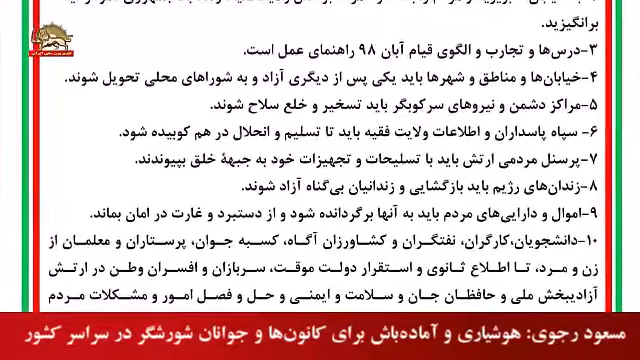 برانگیزید.
۳-درس‌ها و تجارب و الگوی قیام آبان ۹۸ راهنمای عمل است.
۴-خیابان‌ها و مناطق و شهرها باید یکی پس از دیگری آزاد و به شوراهای محلی تحویل شوند.
۵-مراکز دشمن و نیروهای سرکوبگر باید تسخیر و خلع سلاح شوند.
۶- سپاه پاسداران و اطلاعات ولایت فقیه باید تا تسلیم و انحلال در هم کوبیده شود.
۷-پرسنل مردمی ارتش باید با تسلیحات و تجهیزات خود به جبههٔ خلق بپیوندند.
۸-زندان‌های رژیم باید بازگشایی و زندانیان بی‌گناه آزاد شوند.
۹-اموال و دارایی‌های مردم باید به آنها برگردانده شود و از دستبرد و غارت در امان بماند.
۱۰-دانشجویان،کارگران، نفتگران و کشاورزان آگاه، کسبه جوان، پرستاران و معلمان از
زن و مرد، تا اطلاع ثانوی و استقرار دولت موقت، سربازان و افسران وطن در ارتش
آزادیبخش ملی و حافظان جان و سلامت و ایمنی و حل و فصل امور و مشکلات مردم
مسعود رجوی: هوشیاری و آماده‌باش برای کانون‌ها و جوانان شورشگر در سراسر کشور